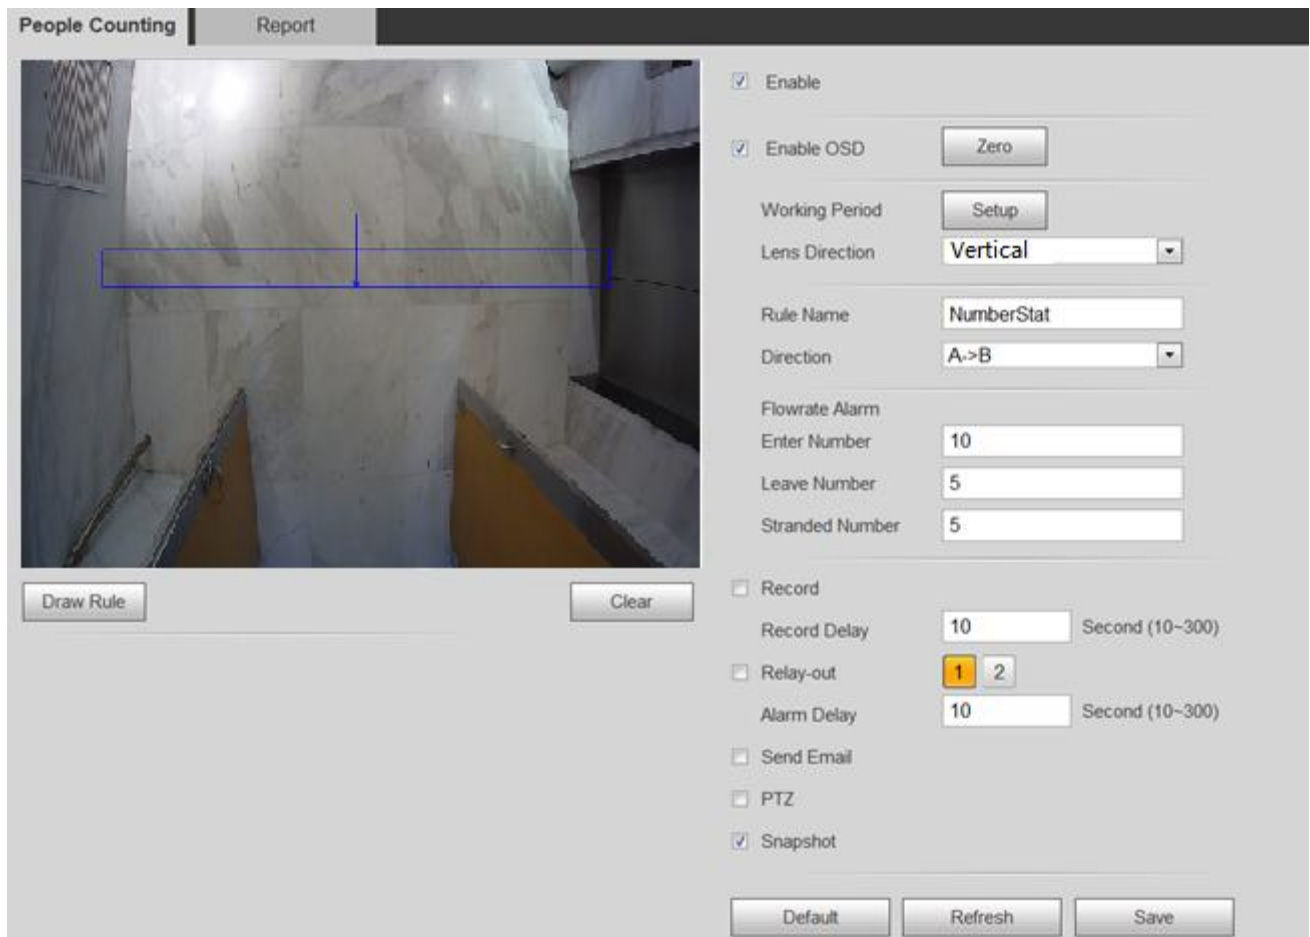 People Counting Report
Enable
Enable OSD Zero
Working Period Setup
Lens Direction Vertical
Rule Name NumberStat
Direction A->B
Flowrate Alarm
Enter Number 10
Leave Number 5
Stranded Number 5
Draw Rule Clear
Record
Record Delay 10 Second (10~300)
Relay-out 1 2
Alarm Delay 10 Second (10~300)
Send Email
PTZ
Snapshot
Default Refresh Save